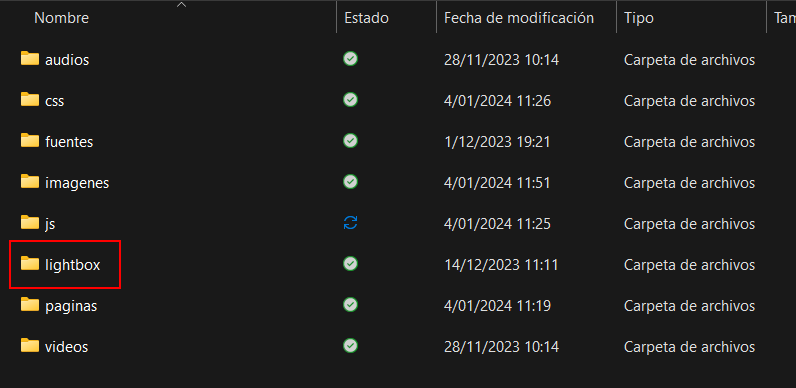 Nombre Estado Fecha de modificación Tipo Tam
audios 28/11/2023 10:14 Carpeta de archivos
css 4/01/2024 11:26 Carpeta de archivos
fuentes 1/12/2023 19:21 Carpeta de archivos
imagenes 4/01/2024 11:51 Carpeta de archivos
js 4/01/2024 11:25 Carpeta de archivos
lightbox 14/12/2023 11:11 Carpeta de archivos
paginas 4/01/2024 11:19 Carpeta de archivos
videos 28/11/2023 10:14 Carpeta de archivos